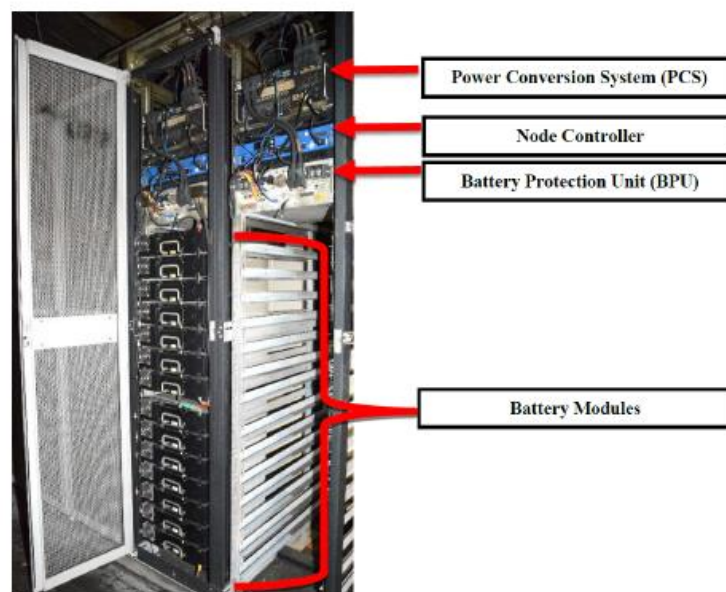 Power Conversion System (PCS)
Node Controller
Battery Protection Unit (BPU)
Battery Modules